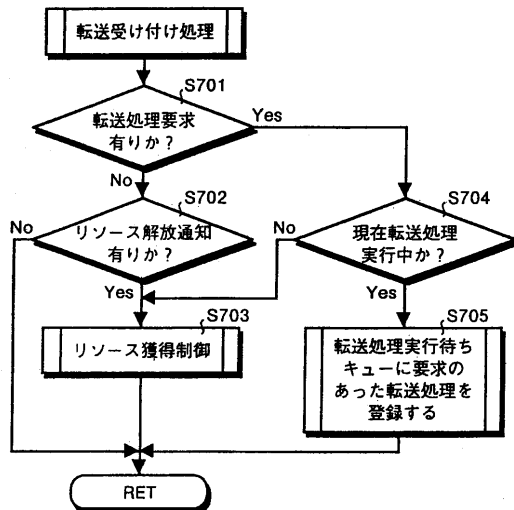 転送受け付け処理
S701
転送処理要求
有りか?
Yes
No
S702
リソース解放通知
有りか?
No
Yes
S704
現在転送処理
実行中か?
No
Yes
S703
リソース獲得制御
S705
転送処理実行待ち
キューに要求の
あった転送処理を
登録する
RET